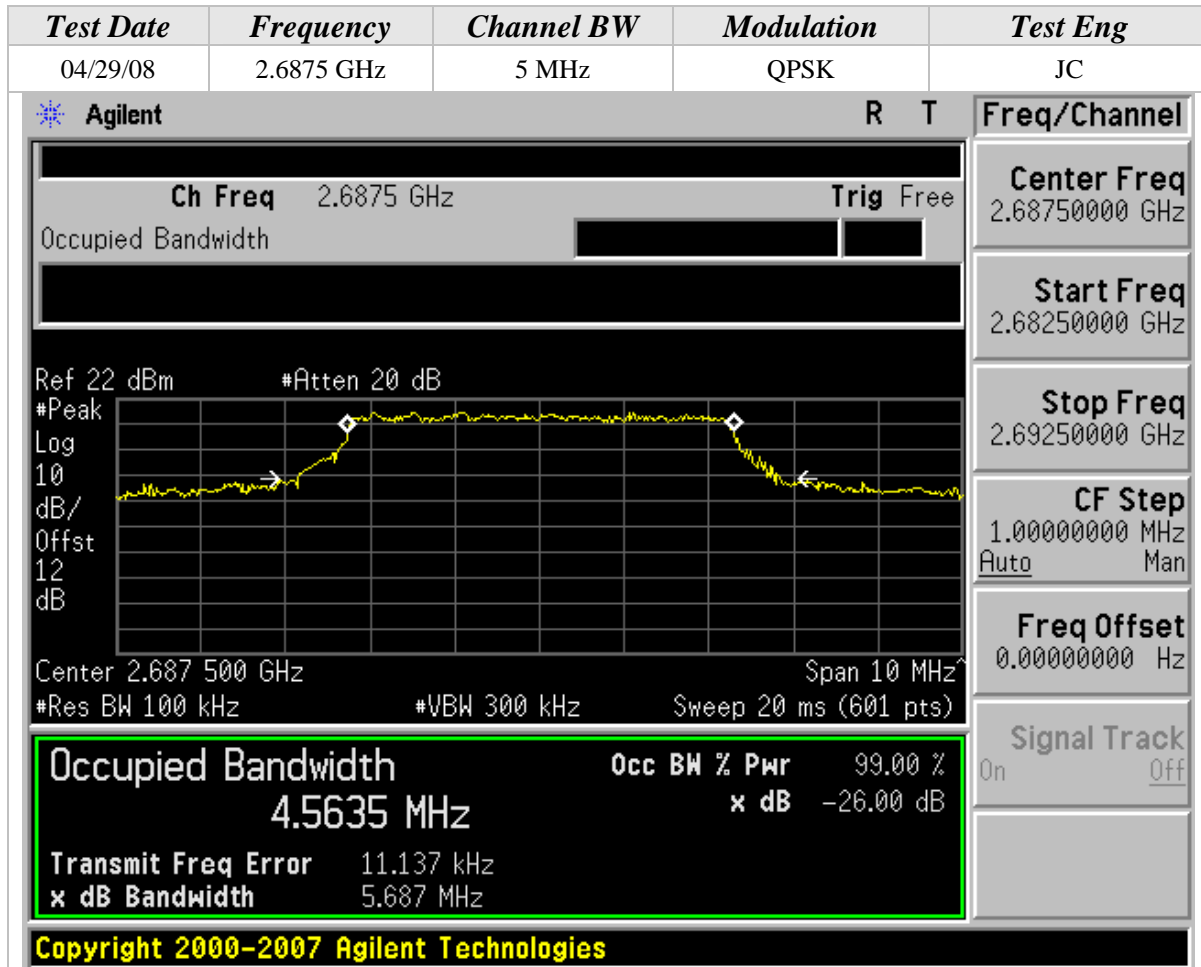 Test Date Frequency Channel BW Modulation Test Eng
04/29/08 2.6875 GHz 5 MHz QPSK JC
Agilent R T Freq/Channel
Ch Freq 2.6875 GHz Trig Free
Occupied Bandwidth
Center Freq
2.68750000 GHz
Start Freq
2.68250000 GHz
Stop Freq
2.69250000 GHz
CF Step
1.00000000 MHz
Auto Man
Freq Offset
0.00000000 Hz
Signal Track
On Off
Ref 22 dBm #Atten 20 dB
#Peak
Log
10
dB/
Offst
12
dB
Center 2.687 500 GHz Span 10 MHz^
#Res BW 100 kHz #VBW 300 kHz Sweep 20 ms (601 pts)
Occupied Bandwidth Occ BW % Pwr 99.00 %
4.5635 MHz x dB -26.00 dB
Transmit Freq Error 11.137 kHz
x dB Bandwidth 5.687 MHz
Copyright 2000-2007 Agilent Technologies